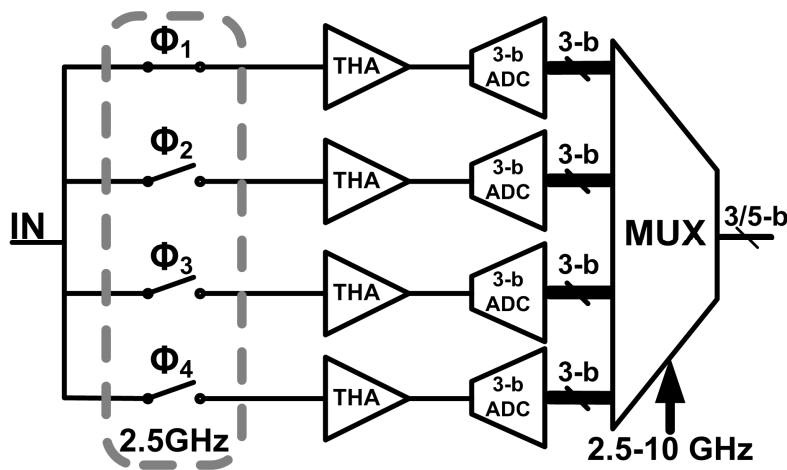 Φ1
THA
3-b
ADC
3-b
Φ2
THA
3-b
ADC
3-b
IN
MUX
3/5-b
Φ3
THA
3-b
ADC
3-b
Φ4
THA
3-b
ADC
3-b
2.5GHz
2.5-10 GHz